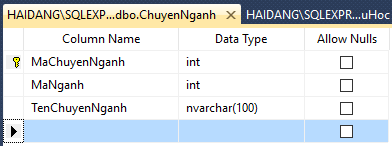 HAIDANG\SQLEXP...dbo.ChuyenNganh HAIDANG\SQLEXPR...uHoc
Column Name Data Type Allow Nulls
MaChuyenNganh int
MaNganh int
TenChuyenNganh nvarchar(100)